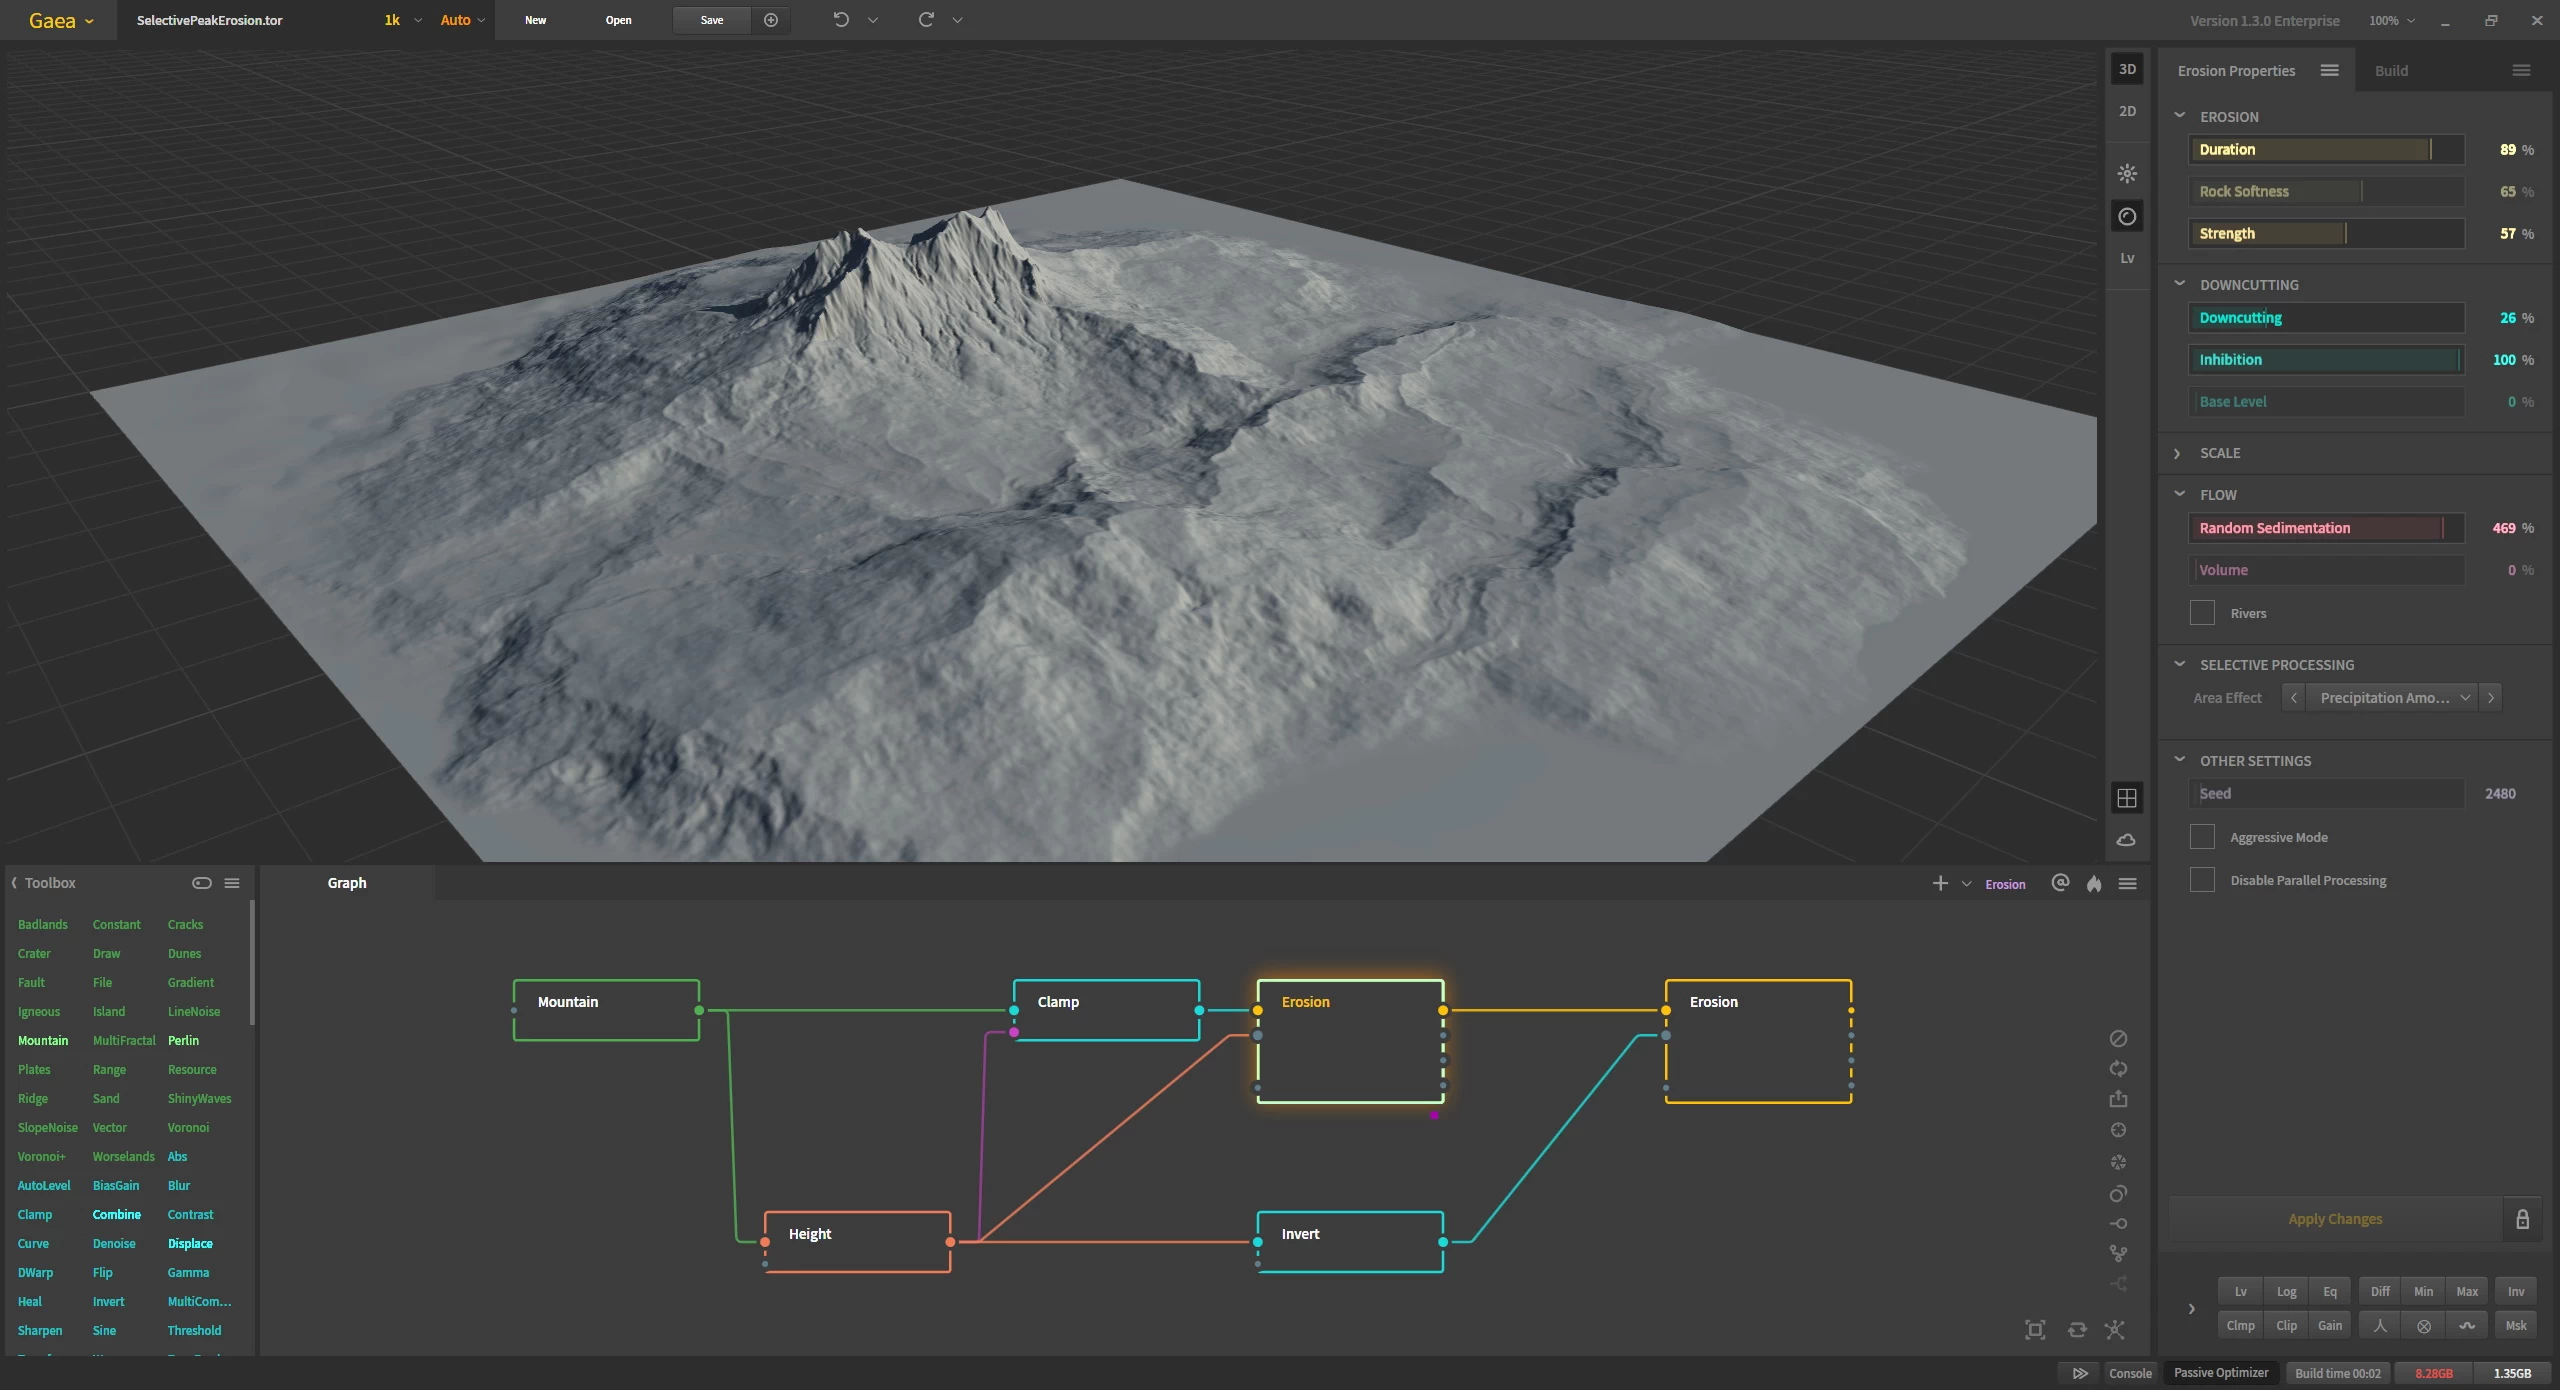 Gaea
SelectivePeakErosion.tor
1k
Auto
New
Open
Save
Version 1.3.0 Enterprise
100%
3D
2D
Lv
Erosion Properties
Build
EROSION
Duration 89 %
Rock Softness 65 %
Strength 57 %
DOWNCUTTING
Downcutting 26 %
Inhibition 100 %
Base Level 0 %
SCALE
FLOW
Random Sedimentation 469 %
Volume 0 %
Rivers
SELECTIVE PROCESSING
Area Effect Precipitation Amo...
OTHER SETTINGS
Seed 2480
Aggressive Mode
Disable Parallel Processing
Apply Changes
Lv Log Eq Diff Min Max Inv
Clmp Clip Gain Msk
Toolbox
Badlands Constant Cracks
Crater Draw Dunes
Fault File Gradient
Igneous Island LineNoise
Mountain MultiFractal Perlin
Plates Range Resource
Ridge Sand ShinyWaves
SlopeNoise Vector Voronoi
Voronoi+ Worselands Abs
AutoLevel BiasGain Blur
Clamp Combine Contrast
Curve Denoise Displace
DWarp Flip Gamma
Heal Invert MultiCom...
Sharpen Sine Threshold
Graph
Erosion
Mountain
Clamp
Erosion
Erosion
Height
Invert
Console
Passive Optimizer
Build time 00:02
8.28GB
1.35GB